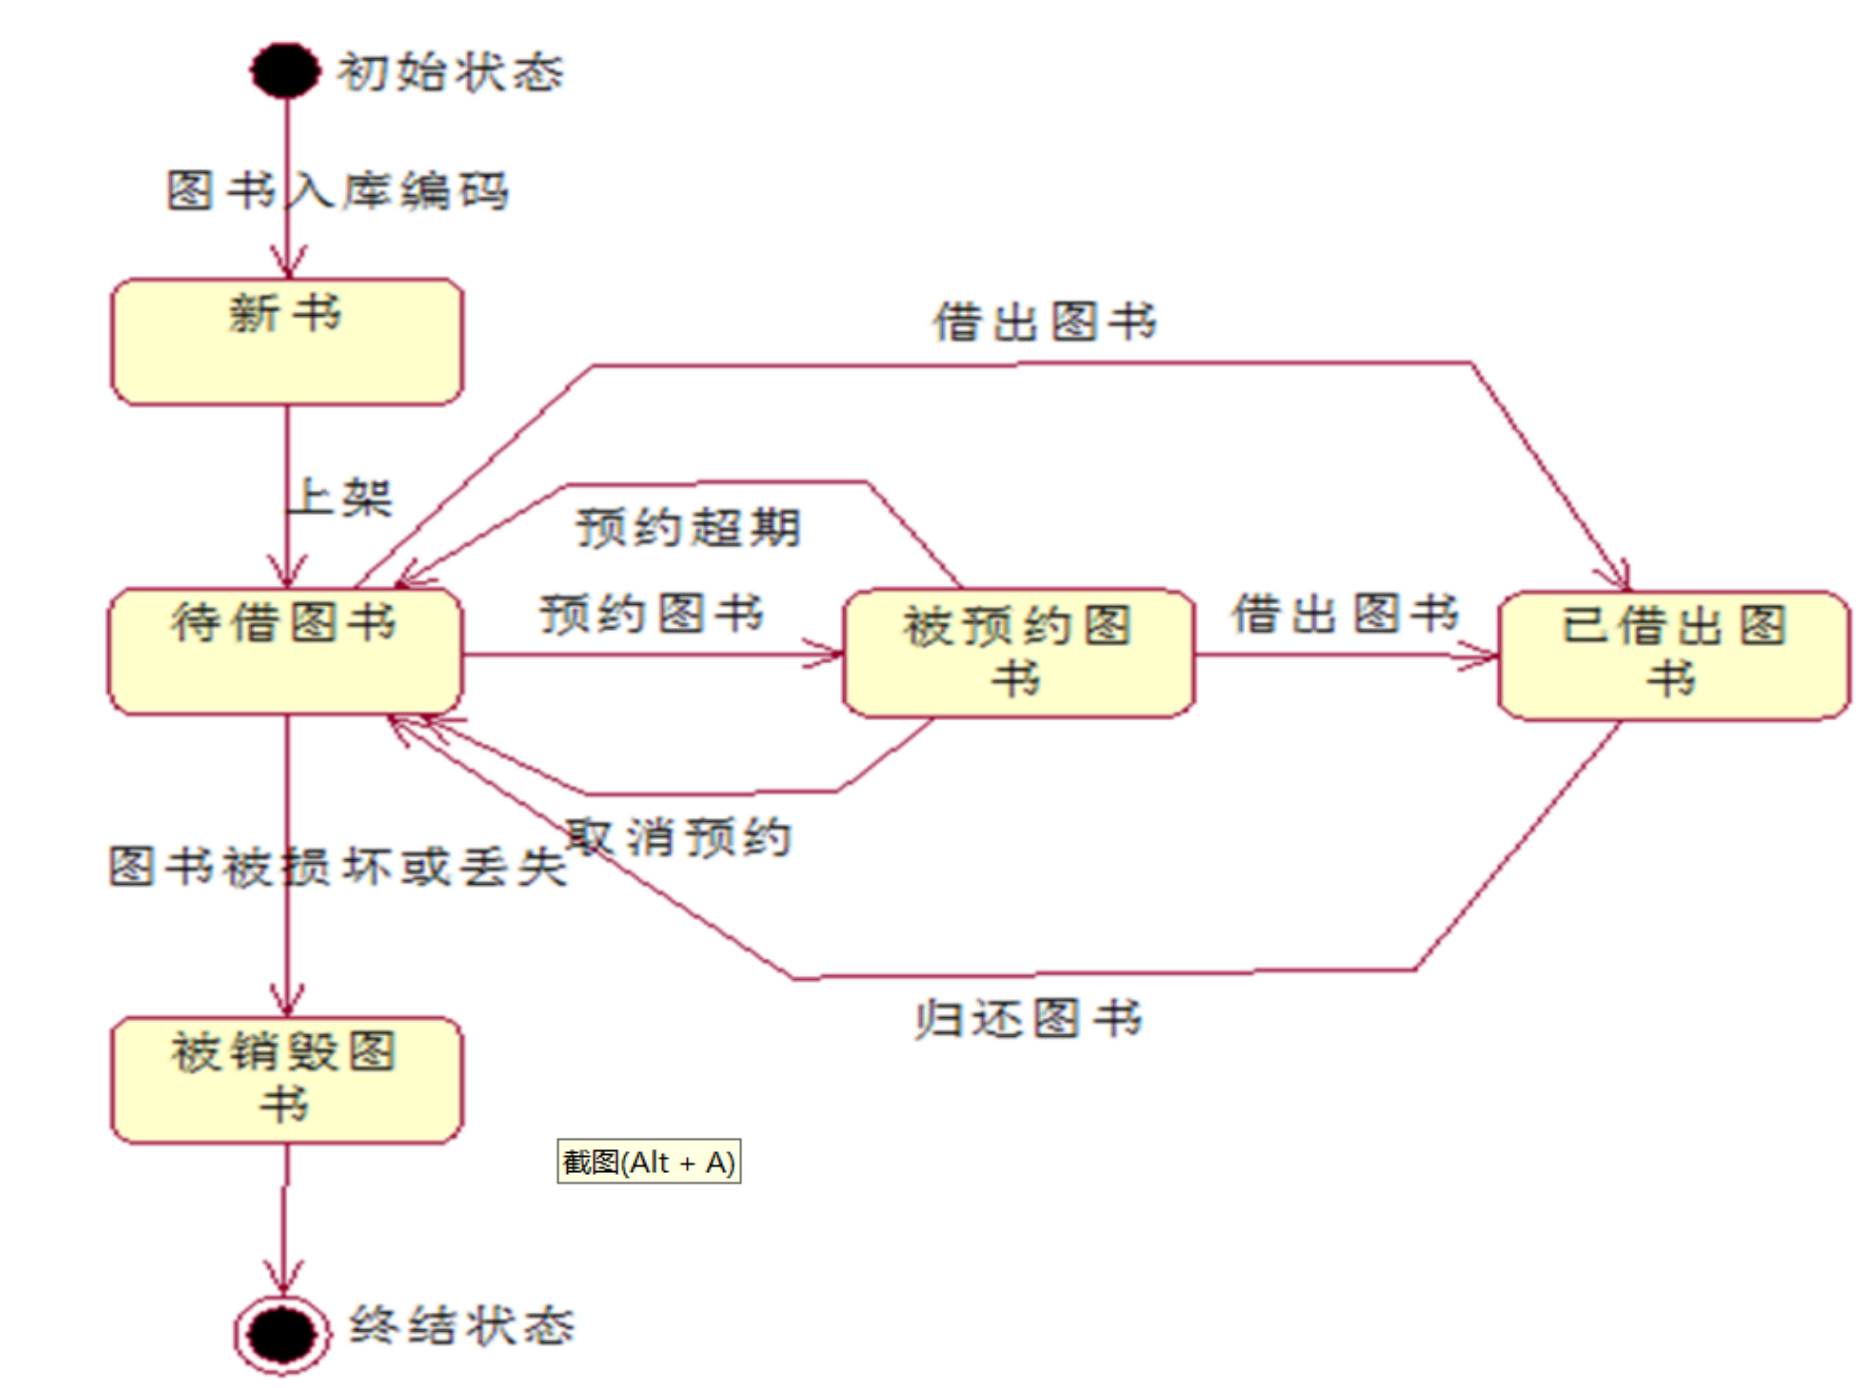 初始状态
图书入库编码
新书
借出图书
上架
预约超期
待借图书
预约图书
被预约图
书
借出图书
已借出图
书
取消预约
图书被损坏或丢失
归还图书
被销毁图
书
截图(Alt + A)
终结状态